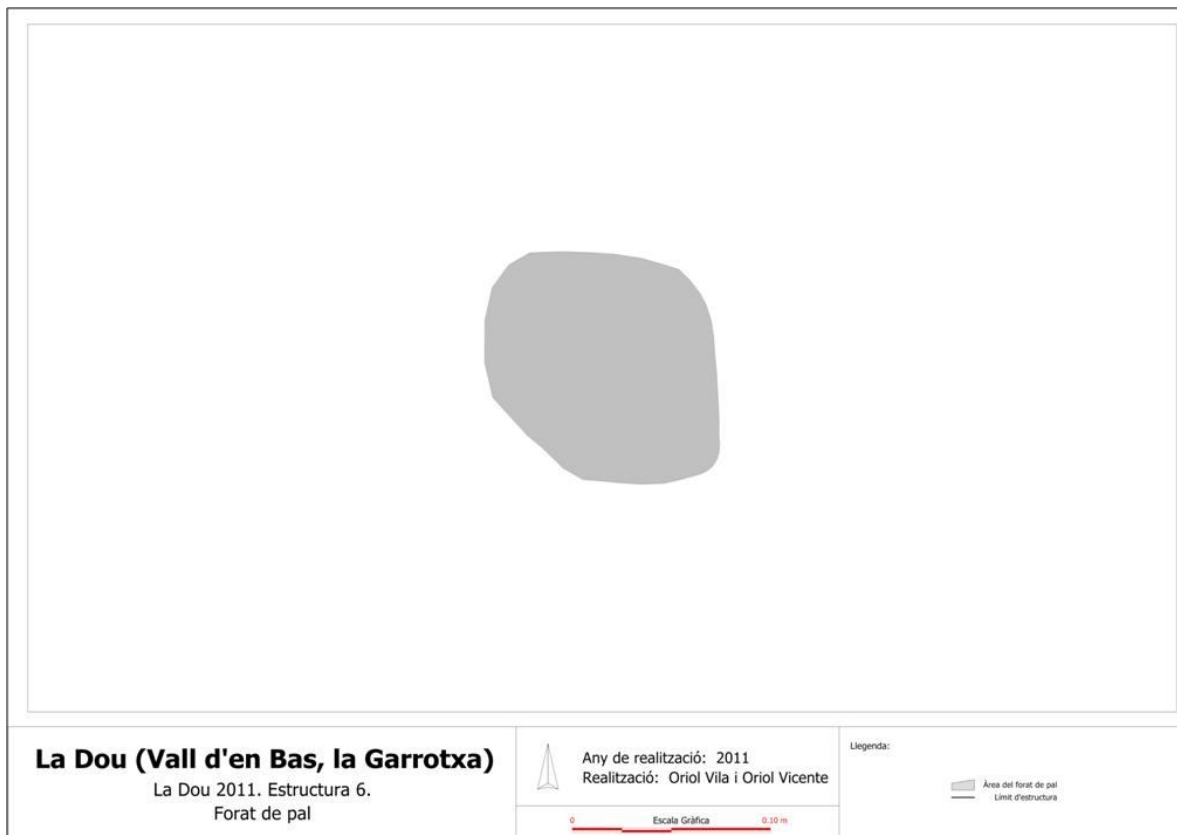 La Dou (Vall d'en Bas, la Garrotxa)
La Dou 2011. Estructura 6.
Forat de pal
Any de realització: 2011
Realització: Oriol Vila i Oriol Vicente
0 Escala Gràfica 0.10 m
Llegenda:
Àrea del forat de pal
Límit d'estructura